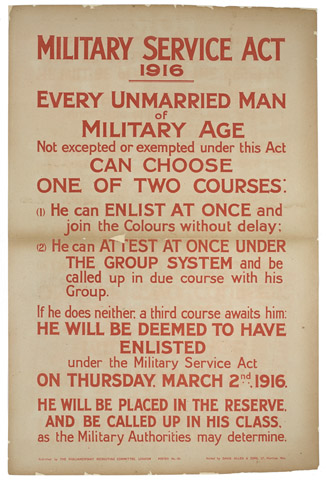 MILITARY SERVICE ACT
1916
EVERY UNMARRIED MAN
of
MILITARY AGE
Not excepted or exempted under this Act
CAN CHOOSE
ONE OF TWO COURSES:
(1) He can ENLIST AT ONCE and
join the Colours without delay;
(2) He can ATTEST AT ONCE UNDER
THE GROUP SYSTEM and be
called up in due course with his
Group.
If he does neither, a third course awaits him:
HE WILL BE DEEMED TO HAVE
ENLISTED
under the Military Service Act
ON THURSDAY, MARCH 2nd, 1916.
HE WILL BE PLACED IN THE RESERVE,
AND BE CALLED UP IN HIS CLASS,
as the Military Authorities may determine.
THE PARLIAMENTARY RECRUITING COMMITTEE, LONDON